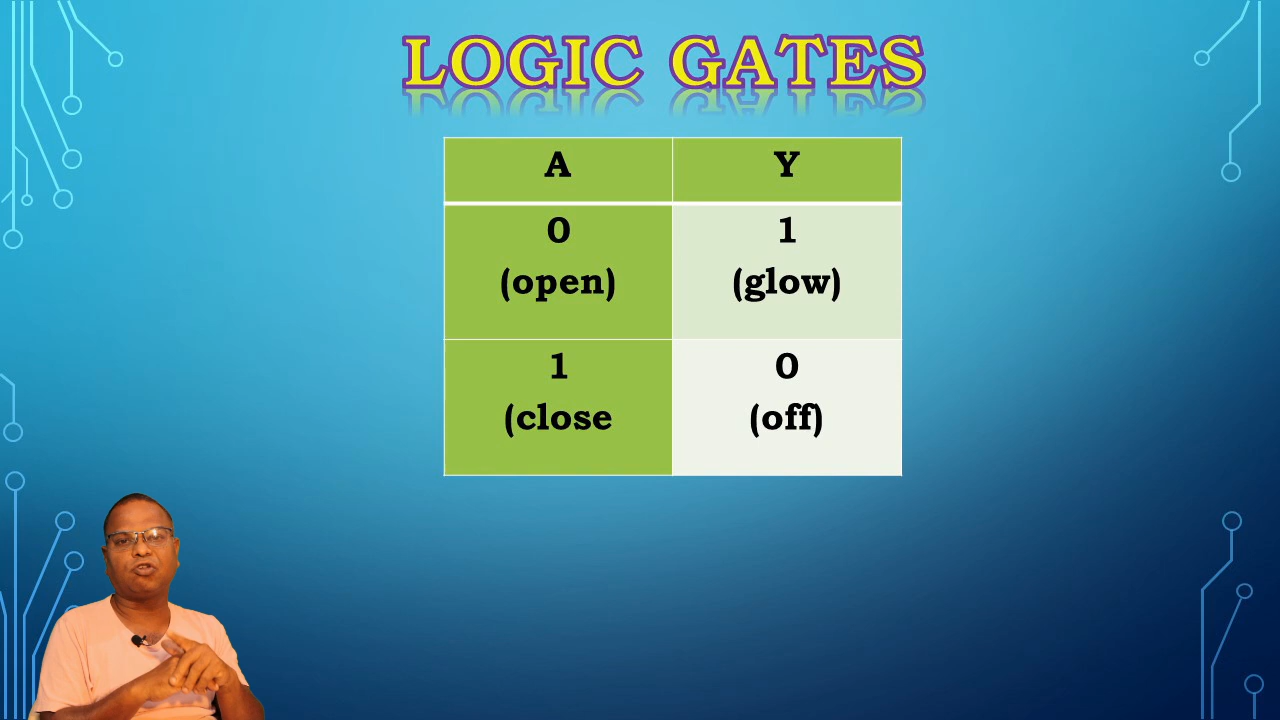 LOGIC GATES
A Y
0 1
(open) (glow)
1 0
(close (off)